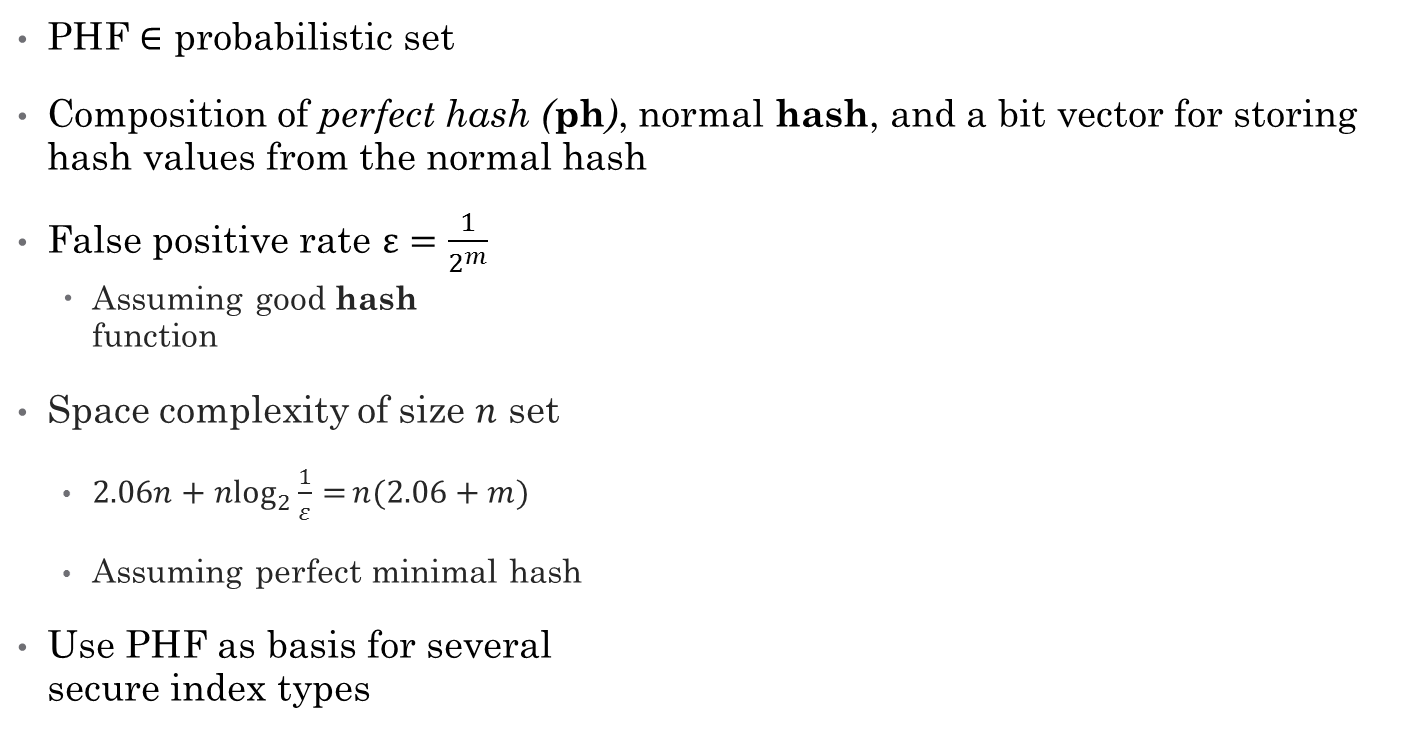 • PHF ∈ probabilistic set
• Composition of perfect hash (ph), normal hash, and a bit vector for storing
hash values from the normal hash
• False positive rate ε = 1/2^m
• Assuming good hash
function
• Space complexity of size n set
• 2.06n + nlog₂ 1/ε = n(2.06 + m)
• Assuming perfect minimal hash
• Use PHF as basis for several
secure index types